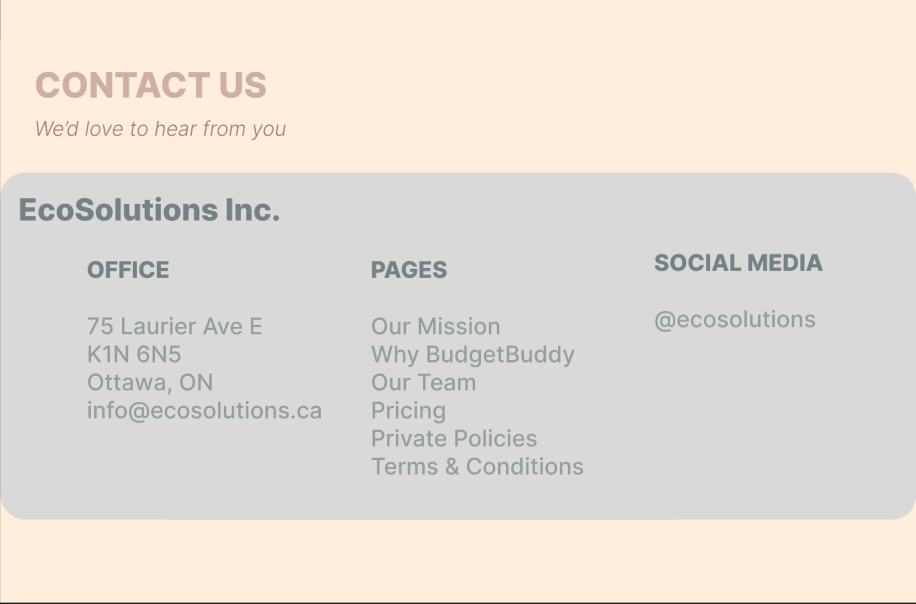 CONTACT US
We'd love to hear from you
EcoSolutions Inc.
OFFICE
75 Laurier Ave E
K1N 6N5
Ottawa, ON
info@ecosolutions.ca
PAGES
Our Mission
Why BudgetBuddy
Our Team
Pricing
Private Policies
Terms & Conditions
SOCIAL MEDIA
@ecosolutions